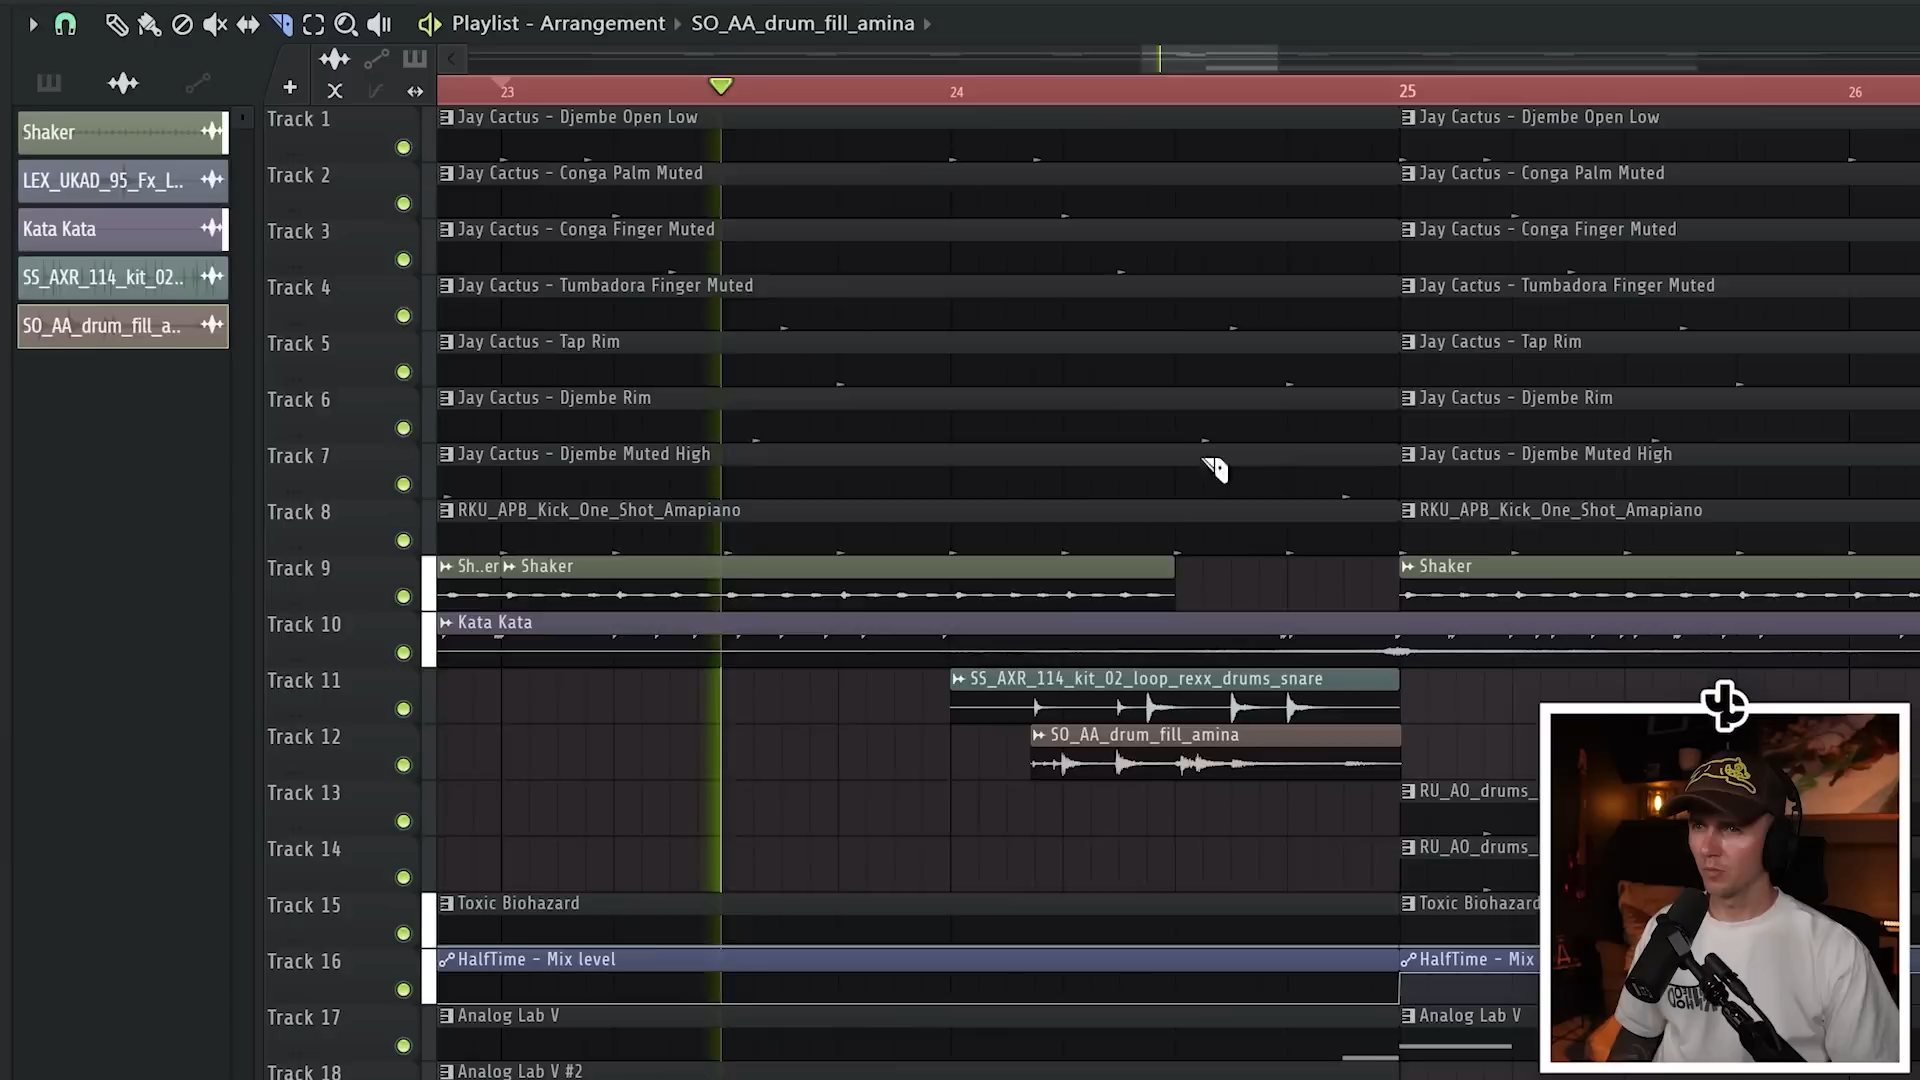 Playlist - Arrangement › SO_AA_drum_fill_amina ›
23 24 25 26
Shaker
LEX_UKAD_95_Fx_L..
Kata Kata
SS_AXR_114_kit_02..
SO_AA_drum_fill_a..
Track 1
Jay Cactus - Djembe Open Low
Jay Cactus - Djembe Open Low
Track 2
Jay Cactus - Conga Palm Muted
Jay Cactus - Conga Palm Muted
Track 3
Jay Cactus - Conga Finger Muted
Jay Cactus - Conga Finger Muted
Track 4
Jay Cactus - Tumbadora Finger Muted
Jay Cactus - Tumbadora Finger Muted
Track 5
Jay Cactus - Tap Rim
Jay Cactus - Tap Rim
Track 6
Jay Cactus - Djembe Rim
Jay Cactus - Djembe Rim
Track 7
Jay Cactus - Djembe Muted High
Jay Cactus - Djembe Muted High
Track 8
RKU_APB_Kick_One_Shot_Amapiano
RKU_APB_Kick_One_Shot_Amapiano
Track 9
Sh..er
Shaker
Shaker
Track 10
Kata Kata
Track 11
SS_AXR_114_kit_02_loop_rexx_drums_snare
Track 12
SO_AA_drum_fill_amina
Track 13
RU_AO_drums_
Track 14
RU_AO_drums_
Track 15
Toxic Biohazard
Toxic Biohazard
Track 16
HalfTime - Mix level
HalfTime - Mix
Track 17
Analog Lab V
Analog Lab V
Track 18
Analog Lab V #2